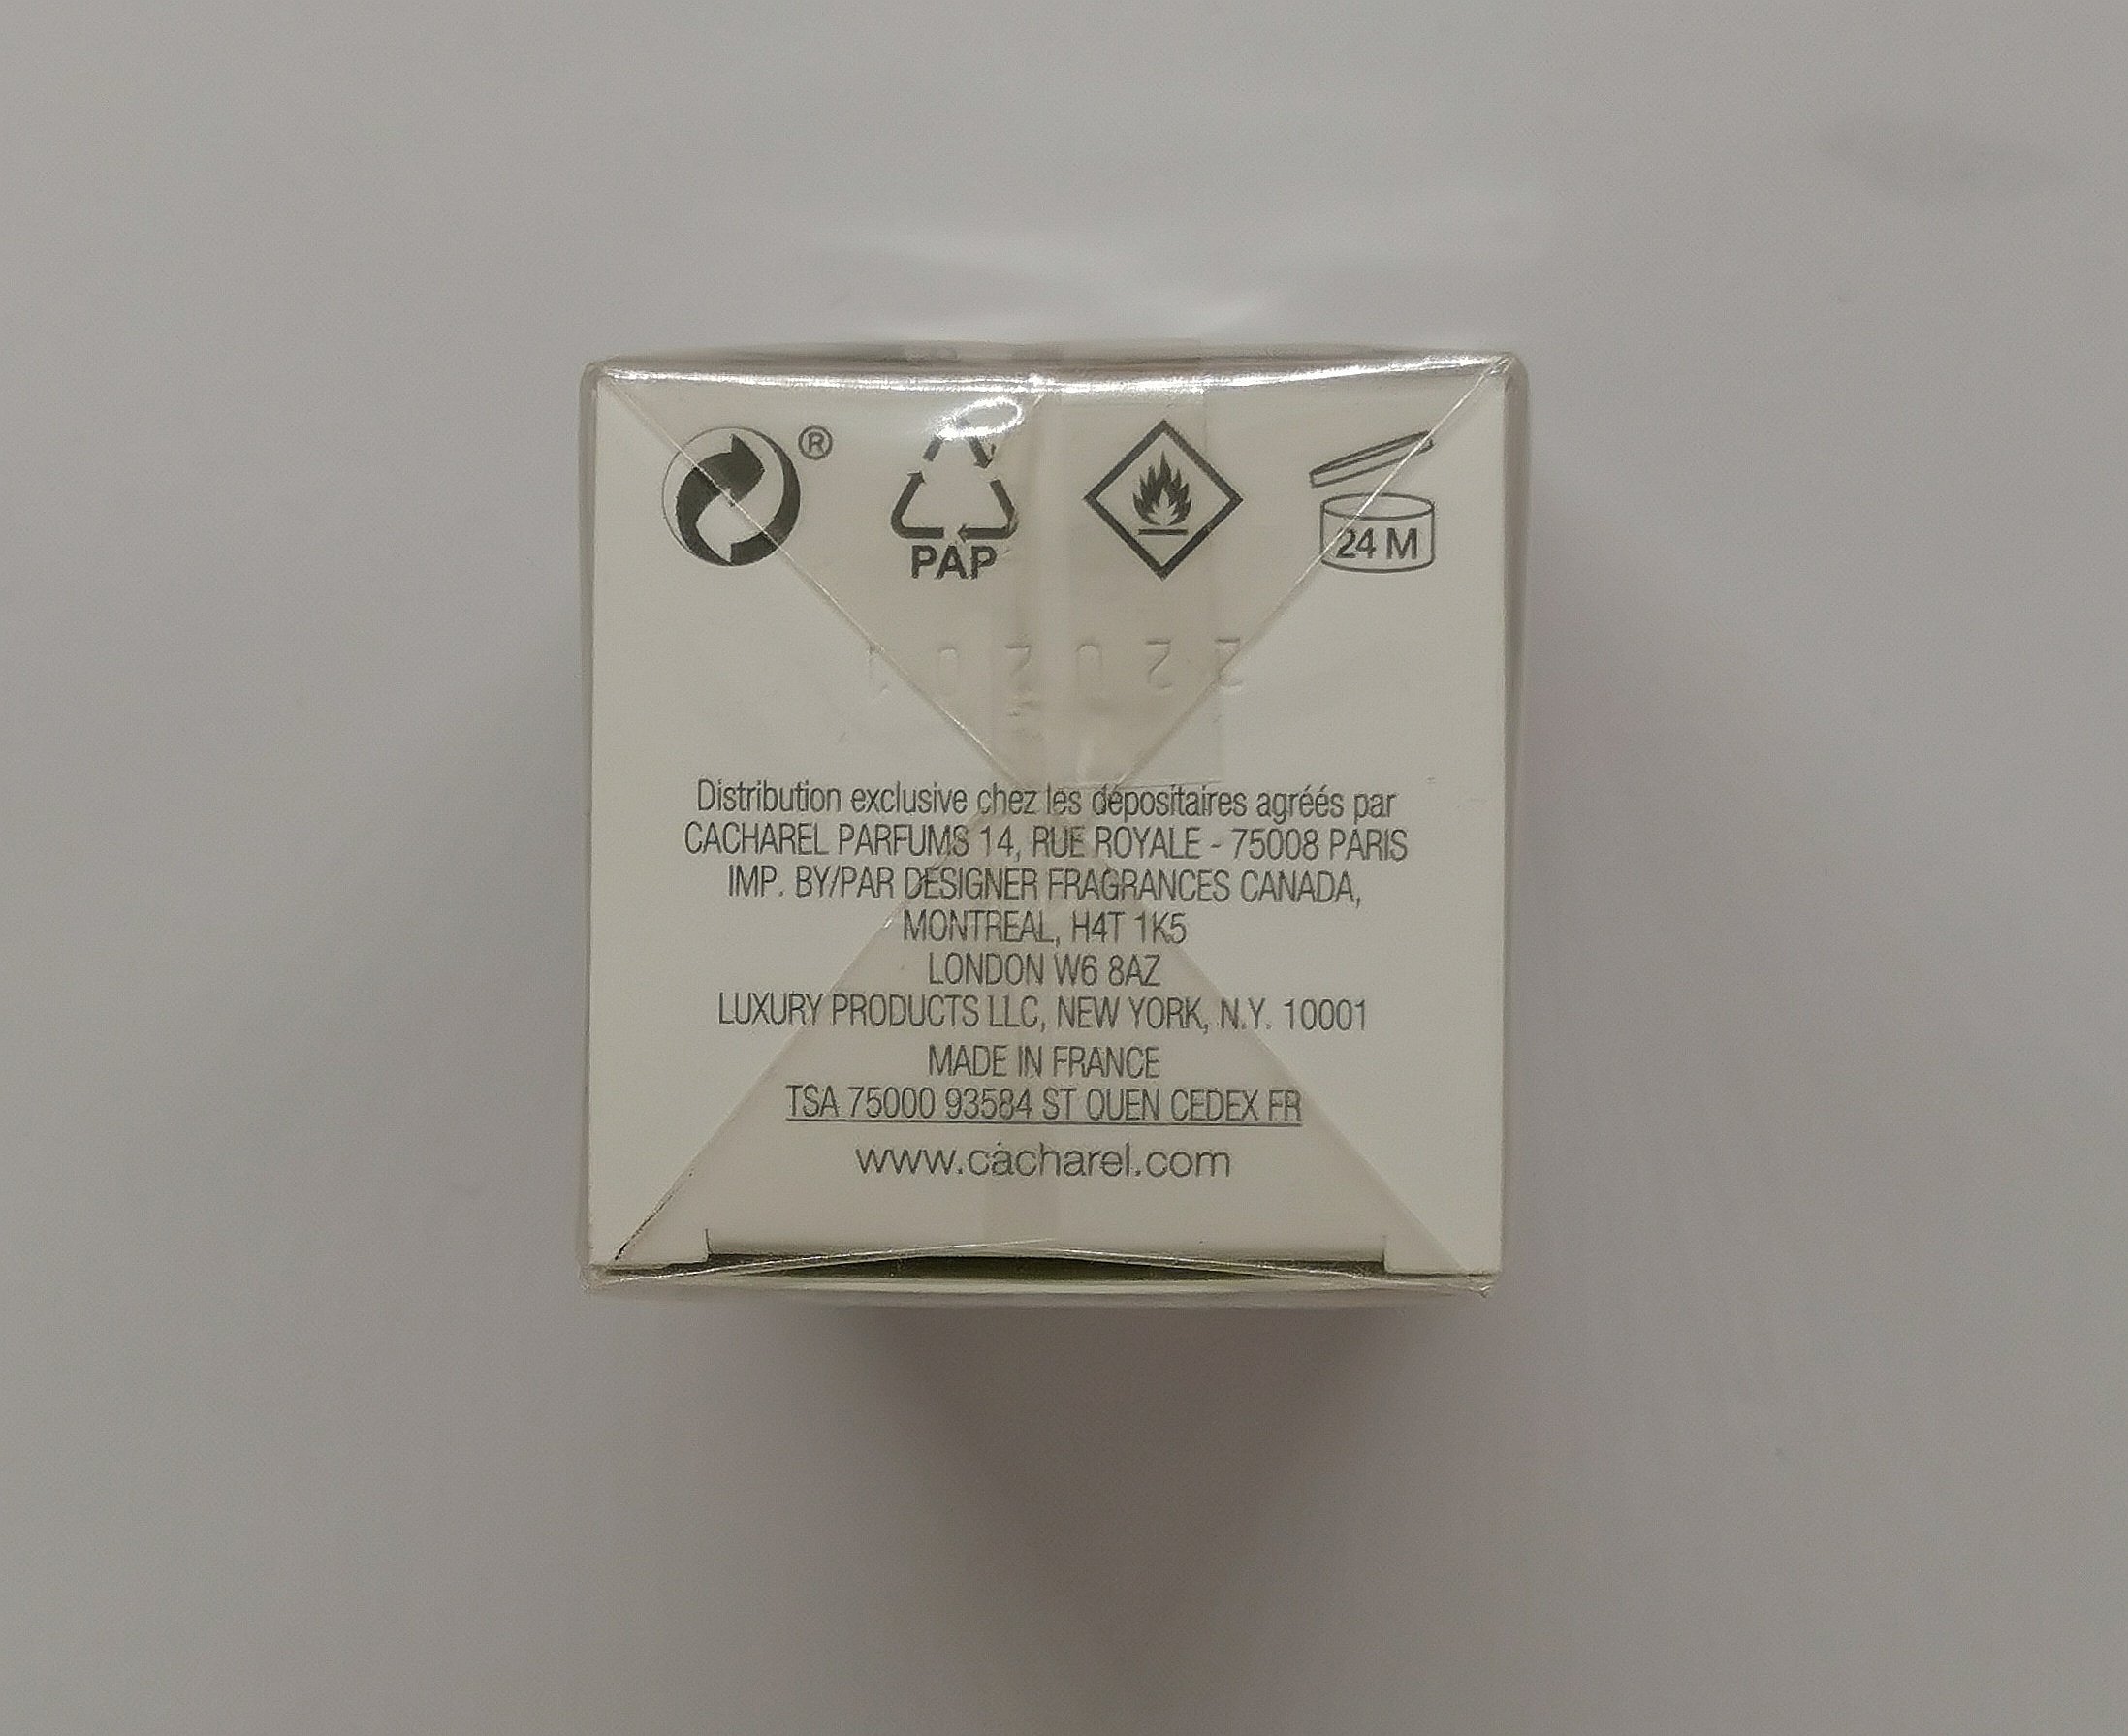 ®
PAP
24 M
Distribution exclusive chez les dépositaires agréés par
CACHAREL PARFUMS 14, RUE ROYALE - 75008 PARIS
IMP. BY/PAR DESIGNER FRAGRANCES CANADA,
MONTREAL, H4T 1K5
LONDON W6 8AZ
LUXURY PRODUCTS LLC, NEW YORK, N.Y. 10001
MADE IN FRANCE
TSA 75000 93584 ST OUEN CEDEX FR
www.cacharel.com